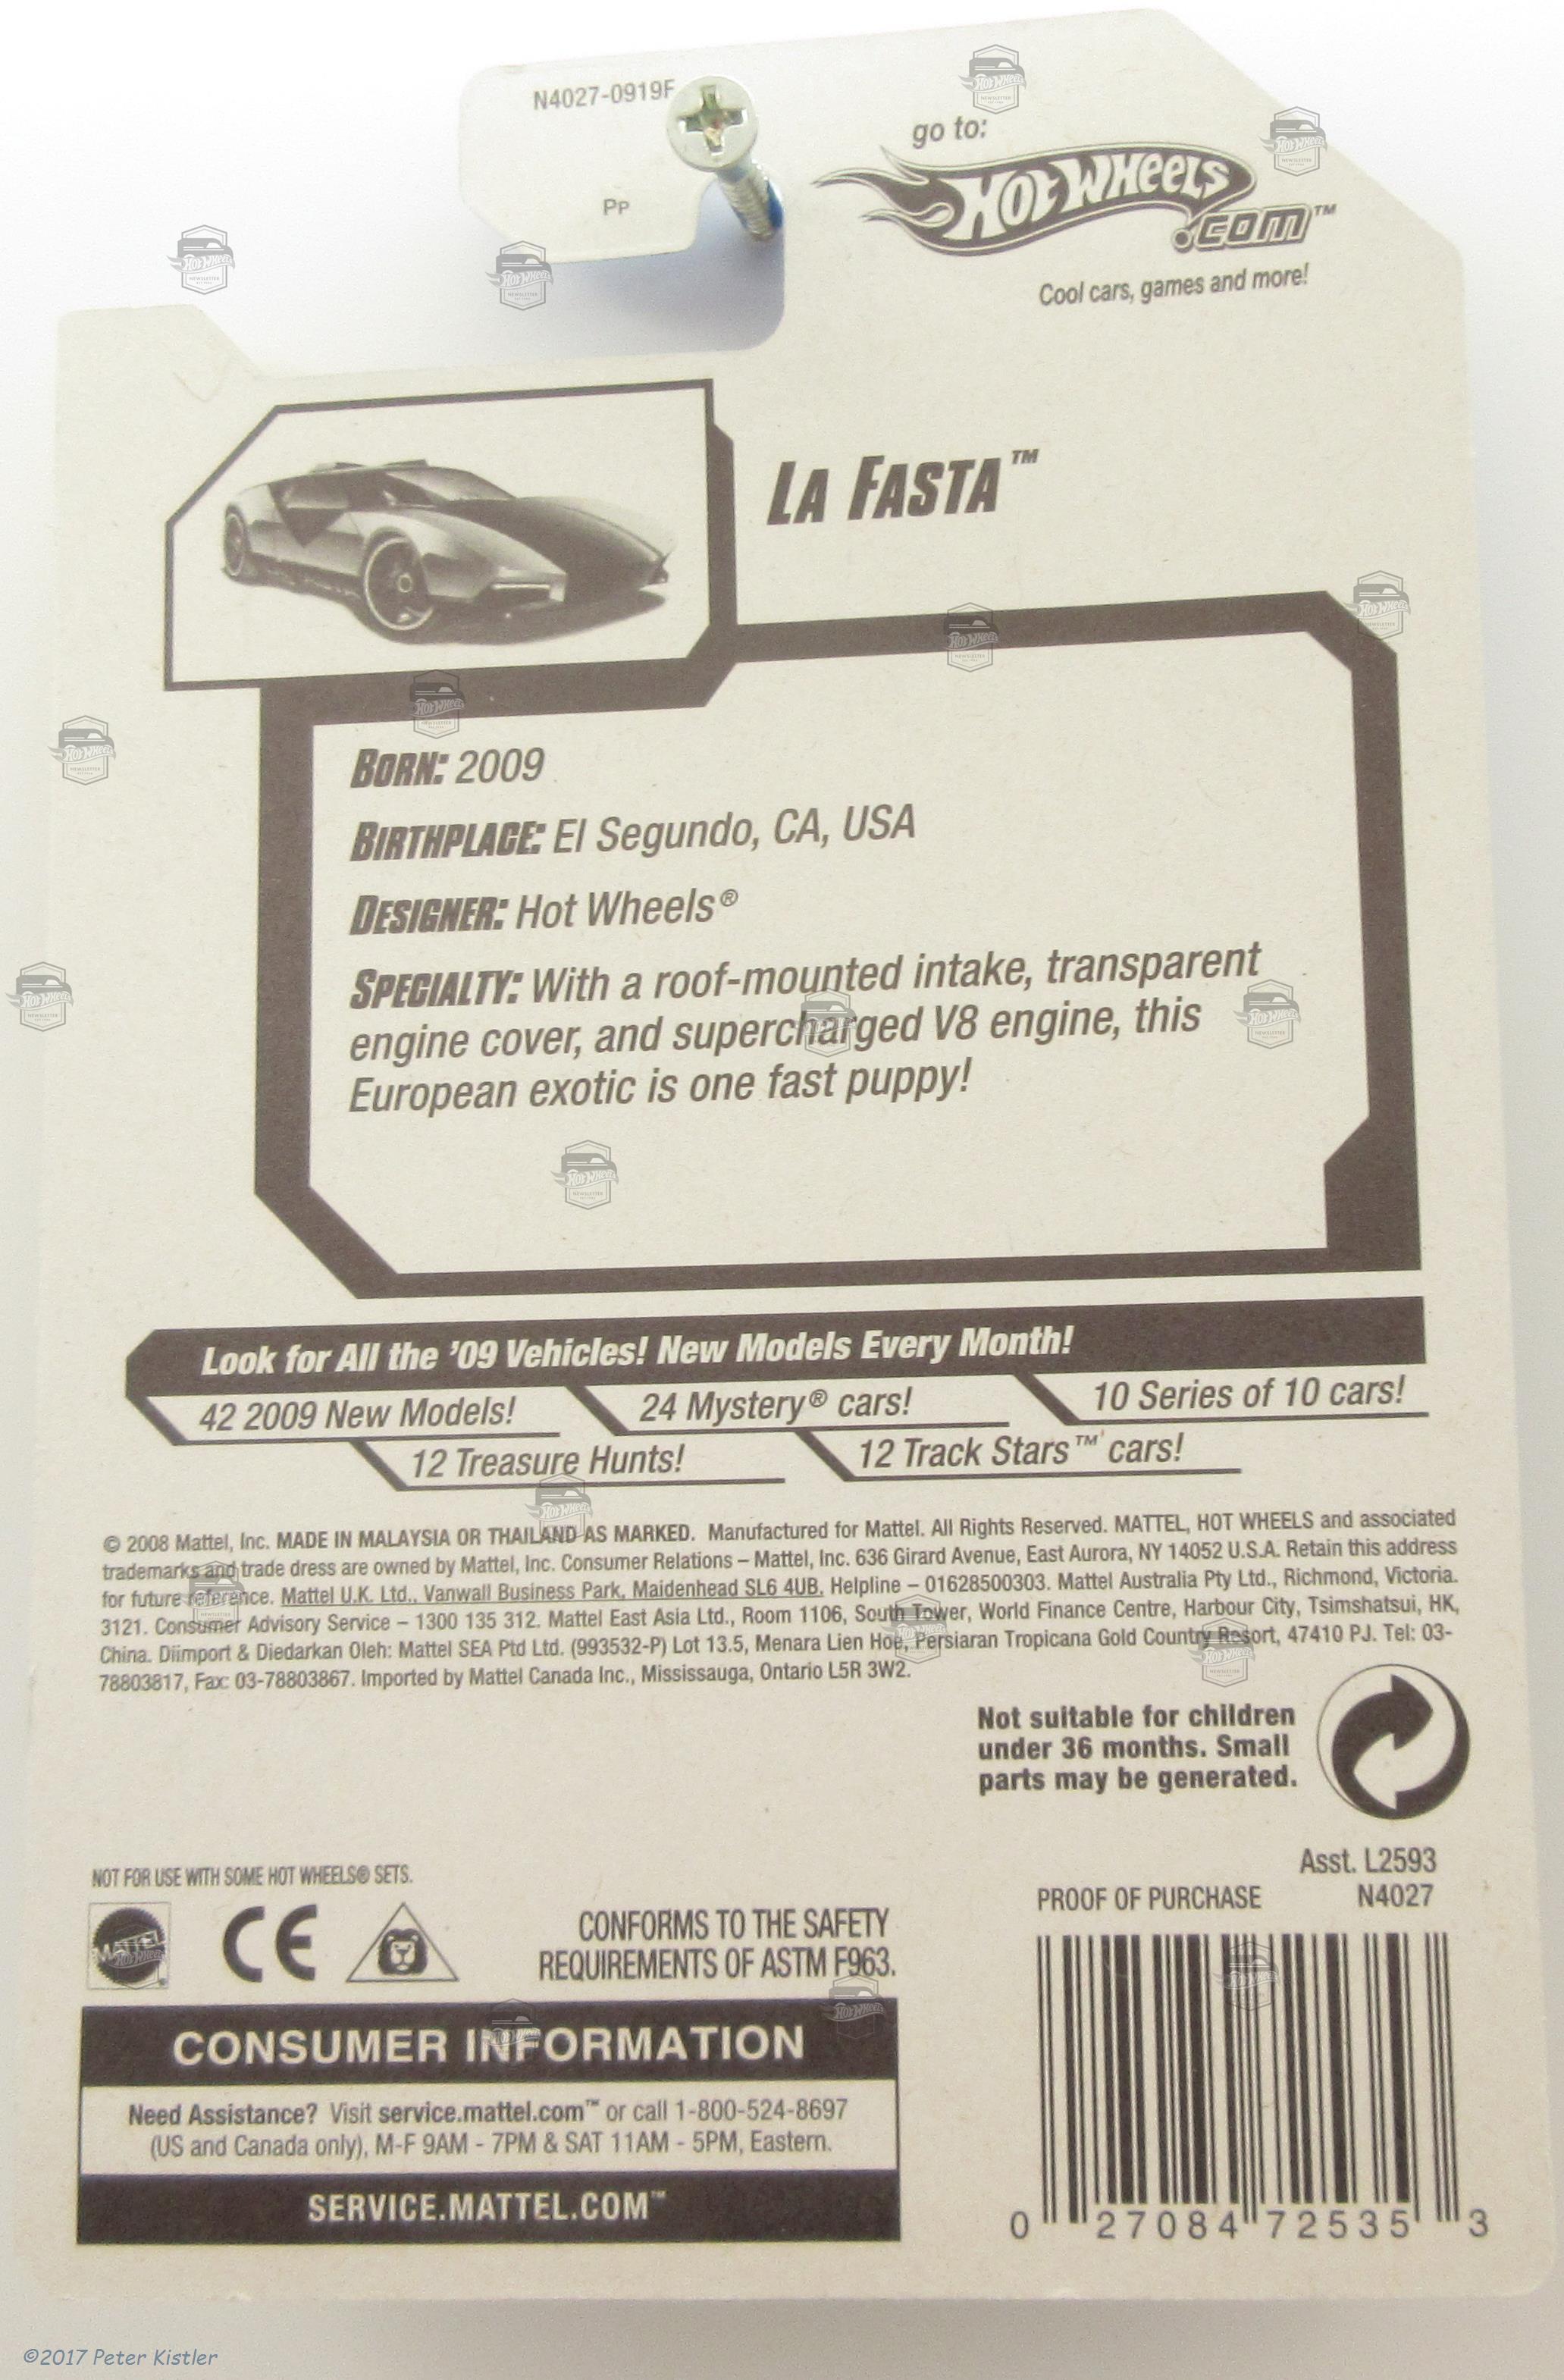 N4027-0919F
Pp
go to:
Hot Wheels
.com™
Cool cars, games and more!
La Fasta™
Born: 2009
Birthplace: El Segundo, CA, USA
Designer: Hot Wheels®
Specialty: With a roof-mounted intake, transparent
engine cover, and supercharged V8 engine, this
European exotic is one fast puppy!
Look for All the '09 Vehicles! New Models Every Month!
42 2009 New Models!
24 Mystery® cars!
10 Series of 10 cars!
12 Treasure Hunts!
12 Track Stars™ cars!
© 2008 Mattel, Inc. MADE IN MALAYSIA OR THAILAND AS MARKED. Manufactured for Mattel. All Rights Reserved. MATTEL, HOT WHEELS and associated
trademarks and trade dress are owned by Mattel, Inc. Consumer Relations – Mattel, Inc. 636 Girard Avenue, East Aurora, NY 14052 U.S.A. Retain this address
for future reference. Mattel U.K. Ltd., Vanwall Business Park, Maidenhead SL6 4UB. Helpline – 01628500303. Mattel Australia Pty Ltd., Richmond, Victoria.
3121. Consumer Advisory Service – 1300 135 312. Mattel East Asia Ltd., Room 1106, South Tower, World Finance Centre, Harbour City, Tsimshatsui, HK,
China. Diimport & Diedarkan Oleh: Mattel SEA Ptd Ltd. (993532-P) Lot 13.5, Menara Lien Hoe, Persiaran Tropicana Gold Country Resort, 47410 PJ. Tel: 03-
78803817, Fax: 03-78803867. Imported by Mattel Canada Inc., Mississauga, Ontario L5R 3W2.
Not suitable for children
under 36 months. Small
parts may be generated.
NOT FOR USE WITH SOME HOT WHEELS® SETS.
MATTEL
CE
CONFORMS TO THE SAFETY
REQUIREMENTS OF ASTM F963.
Asst. L2593
PROOF OF PURCHASE N4027
CONSUMER INFORMATION
Need Assistance? Visit service.mattel.com™ or call 1-800-524-8697
(US and Canada only), M-F 9AM - 7PM & SAT 11AM - 5PM, Eastern.
SERVICE.MATTEL.COM™
0 27084 72535 3
©2017 Peter Kistler